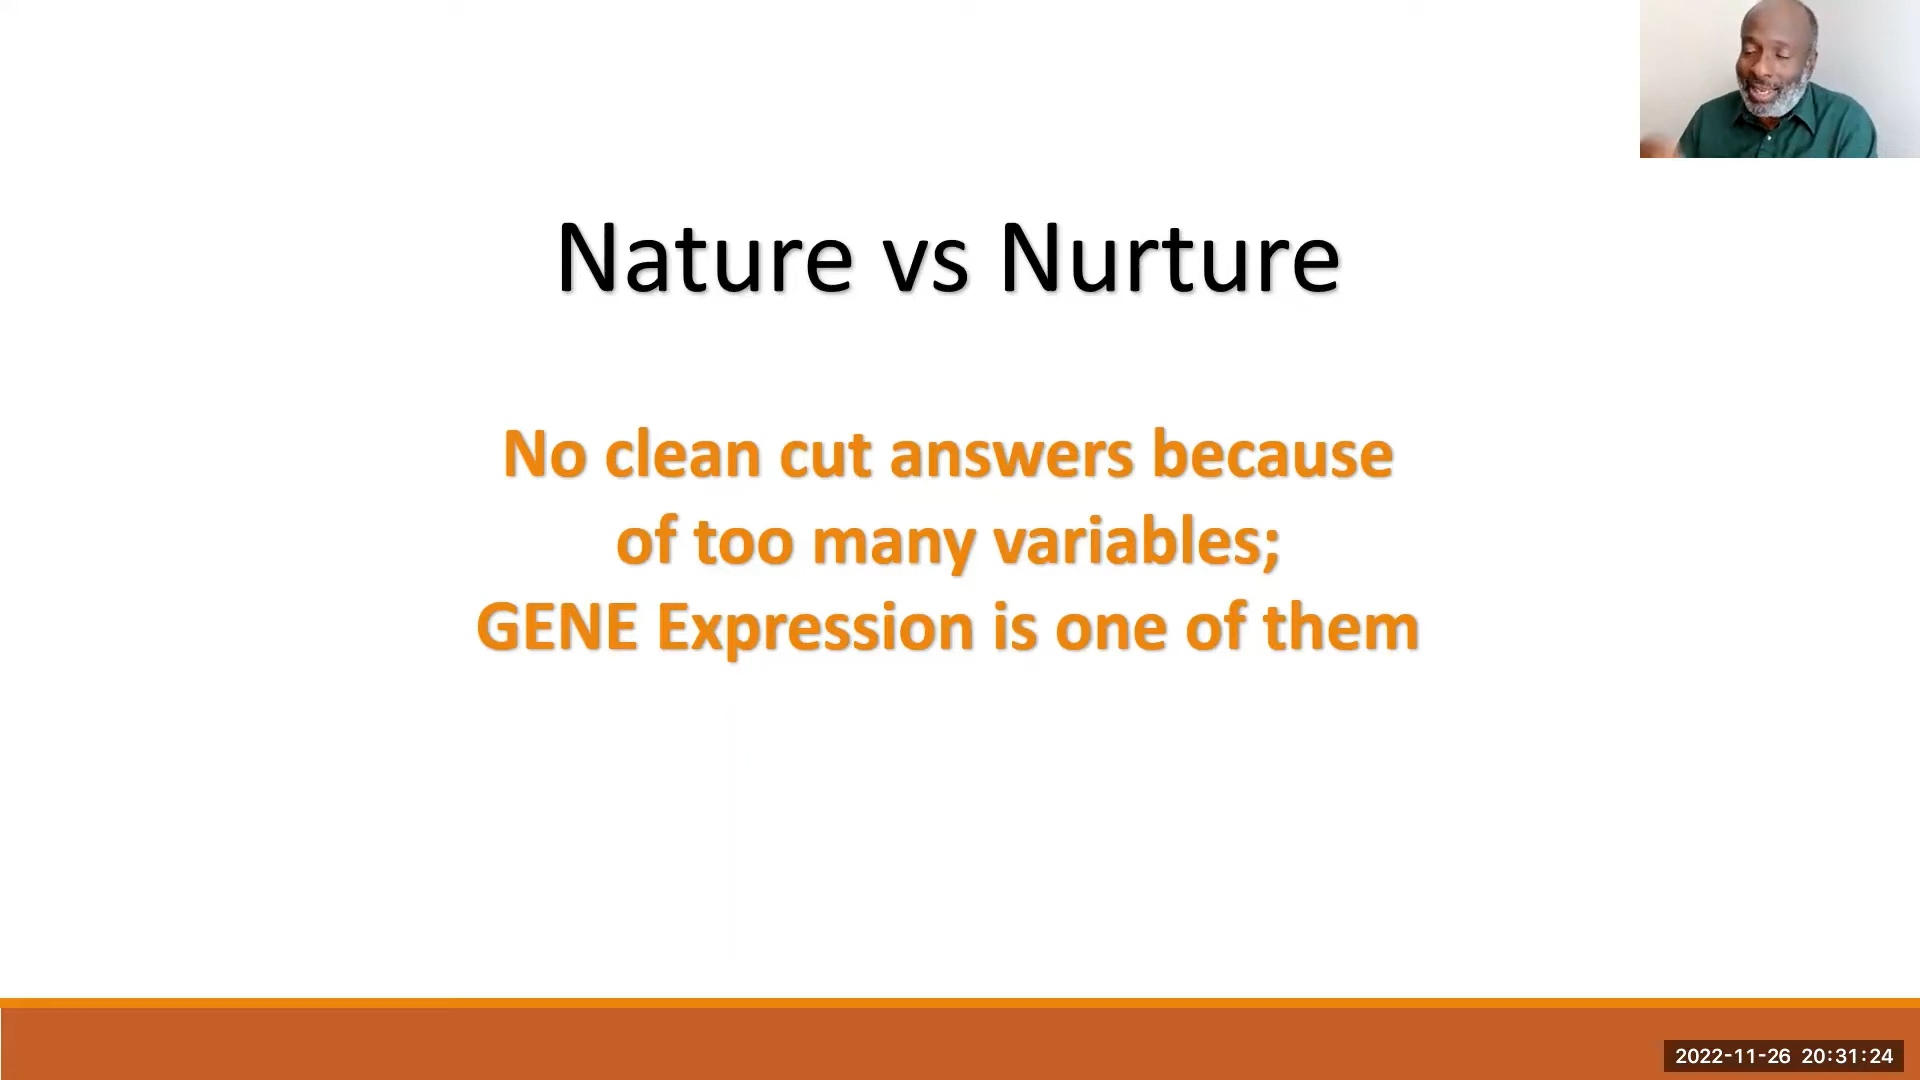 Nature vs Nurture
No clean cut answers because
of too many variables;
GENE Expression is one of them
2022-11-26 20:31:24